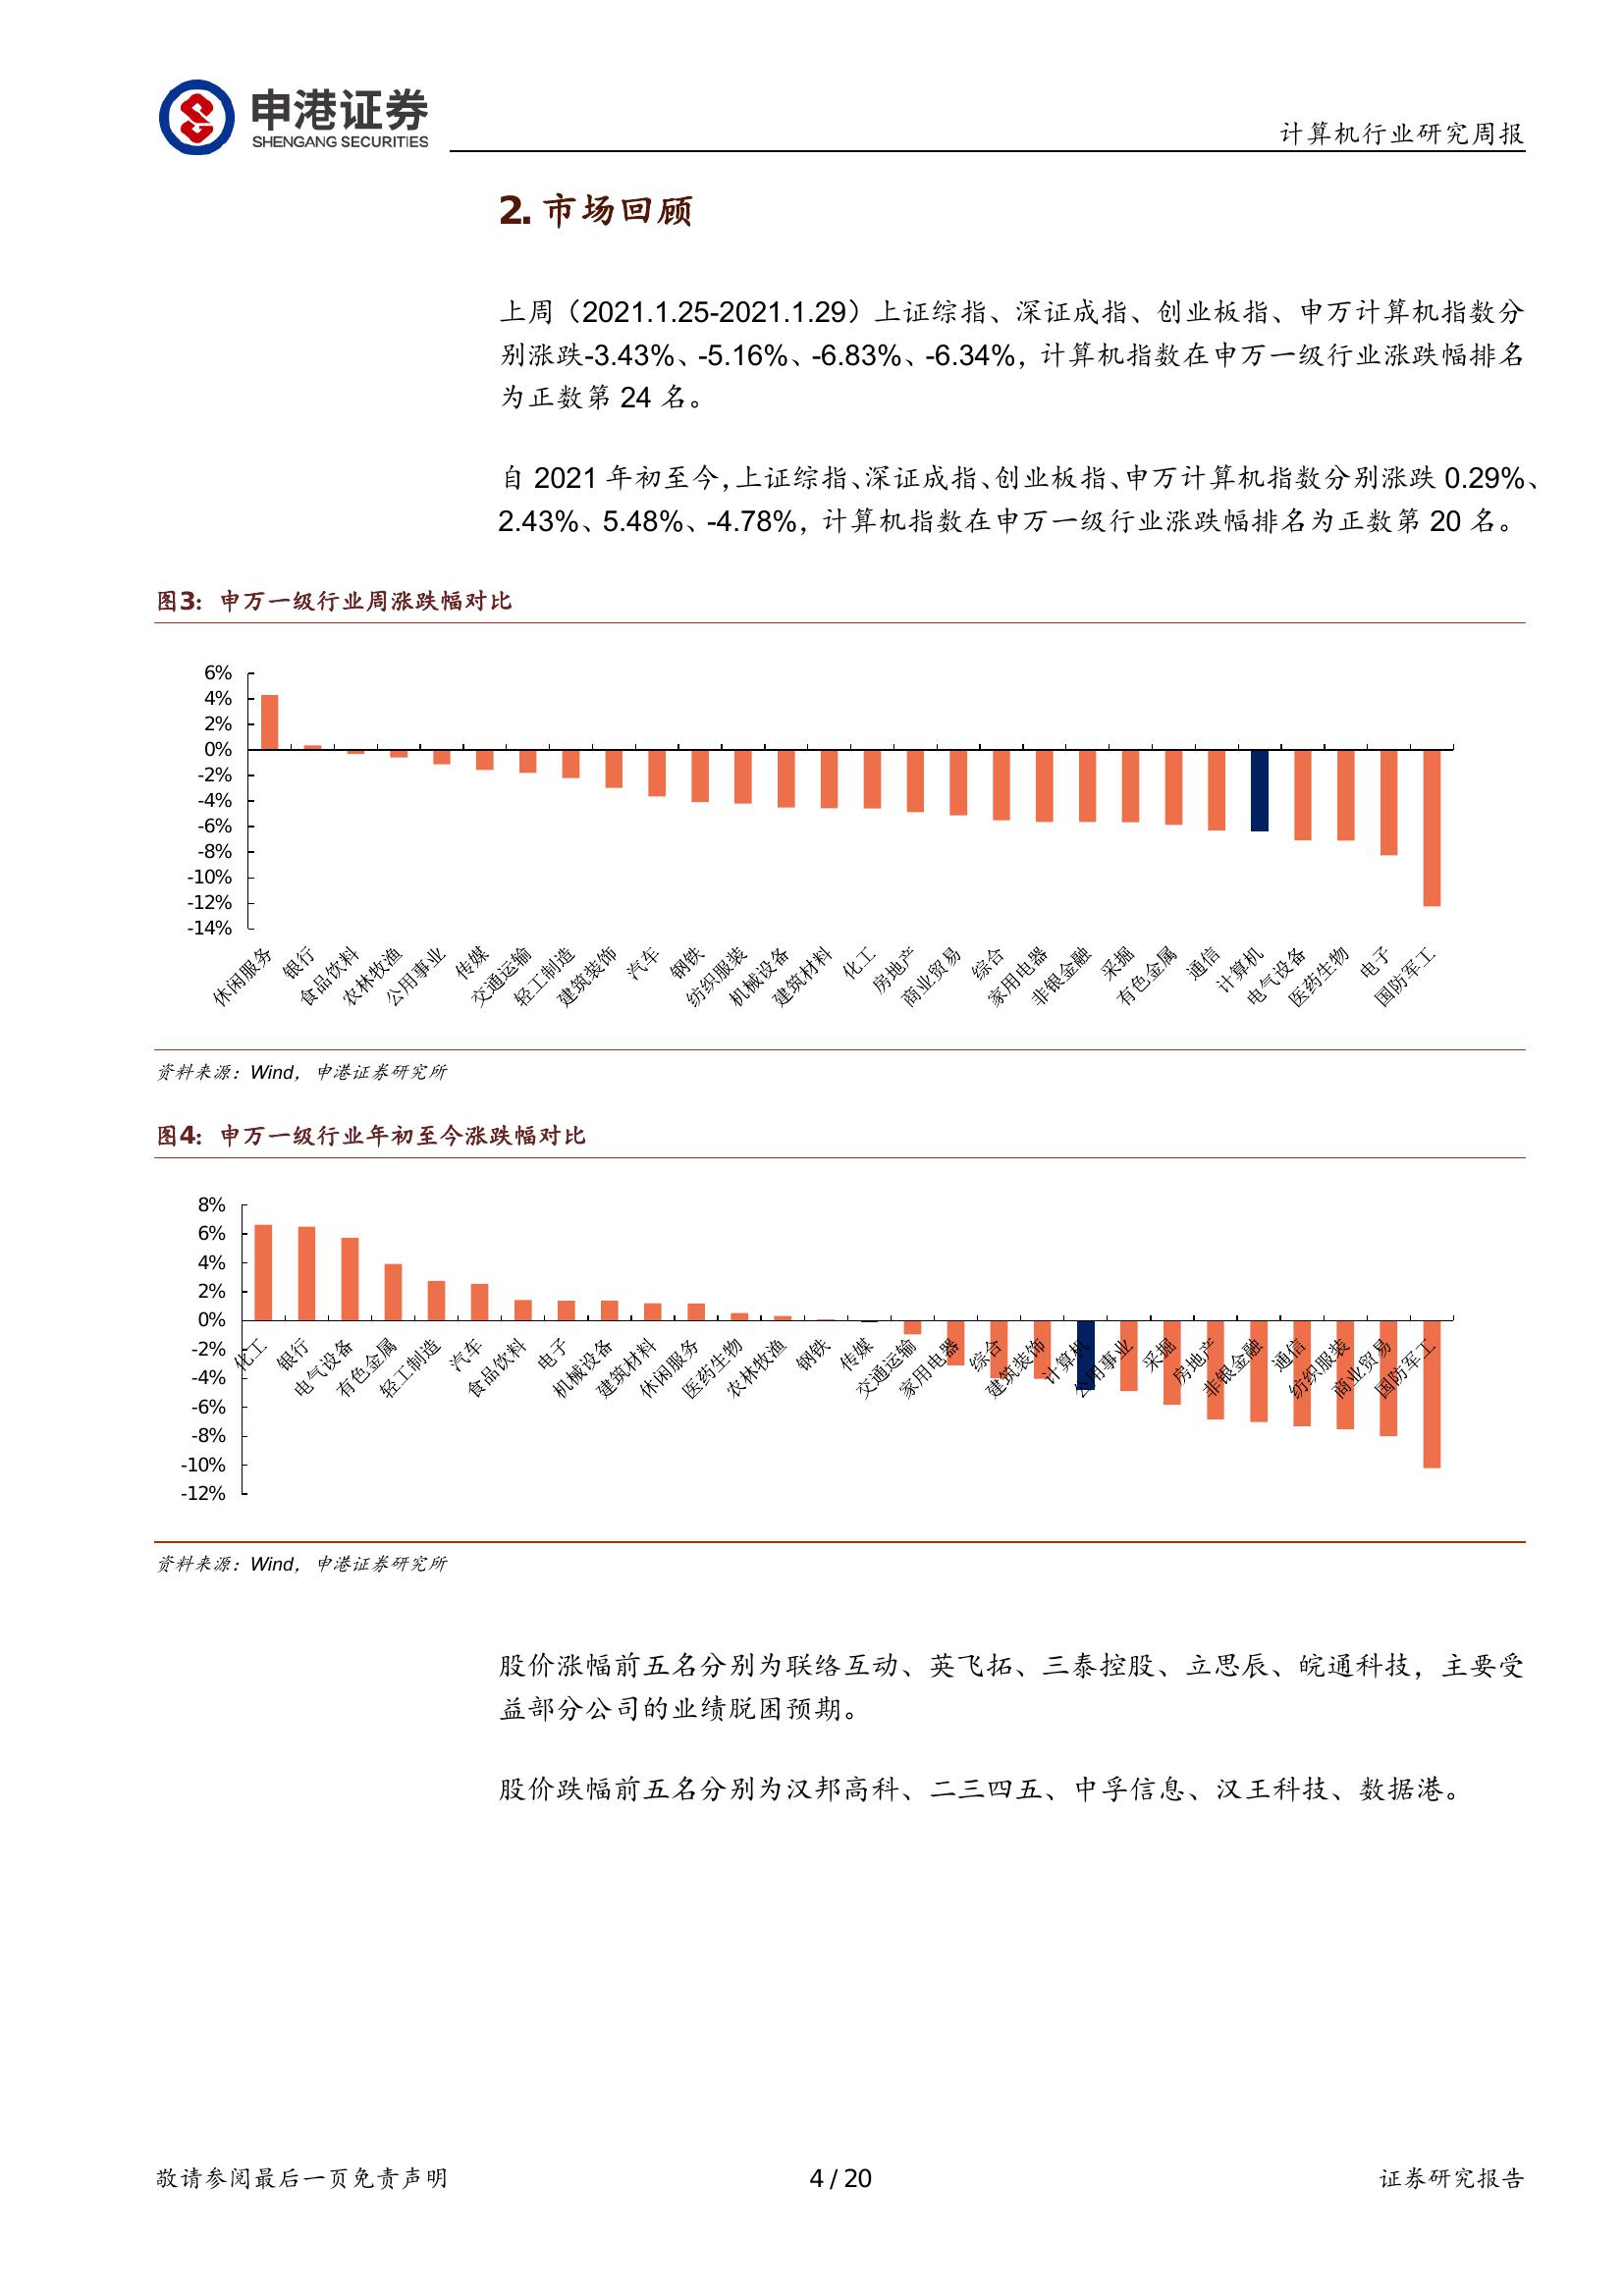 申港证券
SHENGANG SECURITIES
计算机行业研究周报
2. 市场回顾
上周（2021.1.25-2021.1.29）上证综指、深证成指、创业板指、申万计算机指数分
别涨跌-3.43%、-5.16%、-6.83%、-6.34%，计算机指数在申万一级行业涨跌幅排名
为正数第 24 名。
自 2021 年初至今，上证综指、深证成指、创业板指、申万计算机指数分别涨跌 0.29%、
2.43%、5.48%、-4.78%，计算机指数在申万一级行业涨跌幅排名为正数第 20 名。
图3：申万一级行业周涨跌幅对比
6%
4%
2%
0%
-2%
-4%
-6%
-8%
-10%
-12%
-14%
休闲服务
银行
食品饮料
农林牧渔
公用事业
传媒
交通运输
轻工制造
建筑装饰
汽车
钢铁
纺织服装
机械设备
建筑材料
化工
房地产
商业贸易
综合
家用电器
非银金融
采掘
有色金属
通信
计算机
电气设备
医药生物
电子
国防军工
资料来源：Wind，申港证券研究所
图4：申万一级行业年初至今涨跌幅对比
8%
6%
4%
2%
0%
-2%
-4%
-6%
-8%
-10%
-12%
化工
银行
电气设备
有色金属
轻工制造
汽车
食品饮料
电子
机械设备
建筑材料
休闲服务
医药生物
农林牧渔
钢铁
传媒
交通运输
家用电器
综合
建筑装饰
计算机
公用事业
采掘
房地产
非银金融
通信
纺织服装
商业贸易
国防军工
资料来源：Wind，申港证券研究所
股价涨幅前五名分别为联络互动、英飞拓、三泰控股、立思辰、皖通科技，主要受
益部分公司的业绩脱困预期。
股价跌幅前五名分别为汉邦高科、二三四五、中孚信息、汉王科技、数据港。
敬请参阅最后一页免责声明
4 / 20
证券研究报告